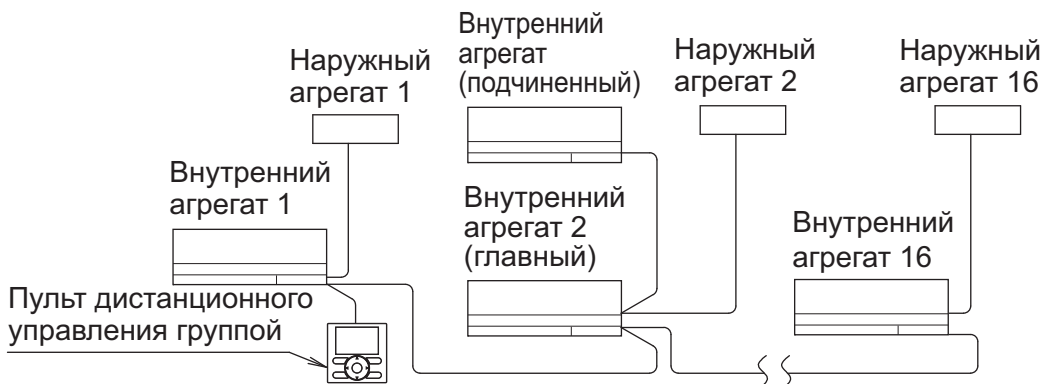 Наружный
агрегат 1
Внутренний
агрегат
(подчиненный)
Наружный
агрегат 2
Наружный
агрегат 16
Внутренний
агрегат 1
Внутренний
агрегат 2
(главный)
Внутренний
агрегат 16
Пульт дистанционного
управления группой